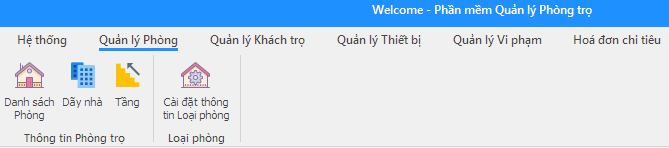 Welcome - Phần mềm Quản lý Phòng trọ
Hệ thống Quản lý Phòng Quản lý Khách trọ Quản lý Thiết bị Quản lý Vi phạm Hoá đơn chi tiêu
Danh sách Phòng
Dãy nhà
Tầng
Cài đặt thông tin Loại phòng
Thông tin Phòng trọ
Loại phòng